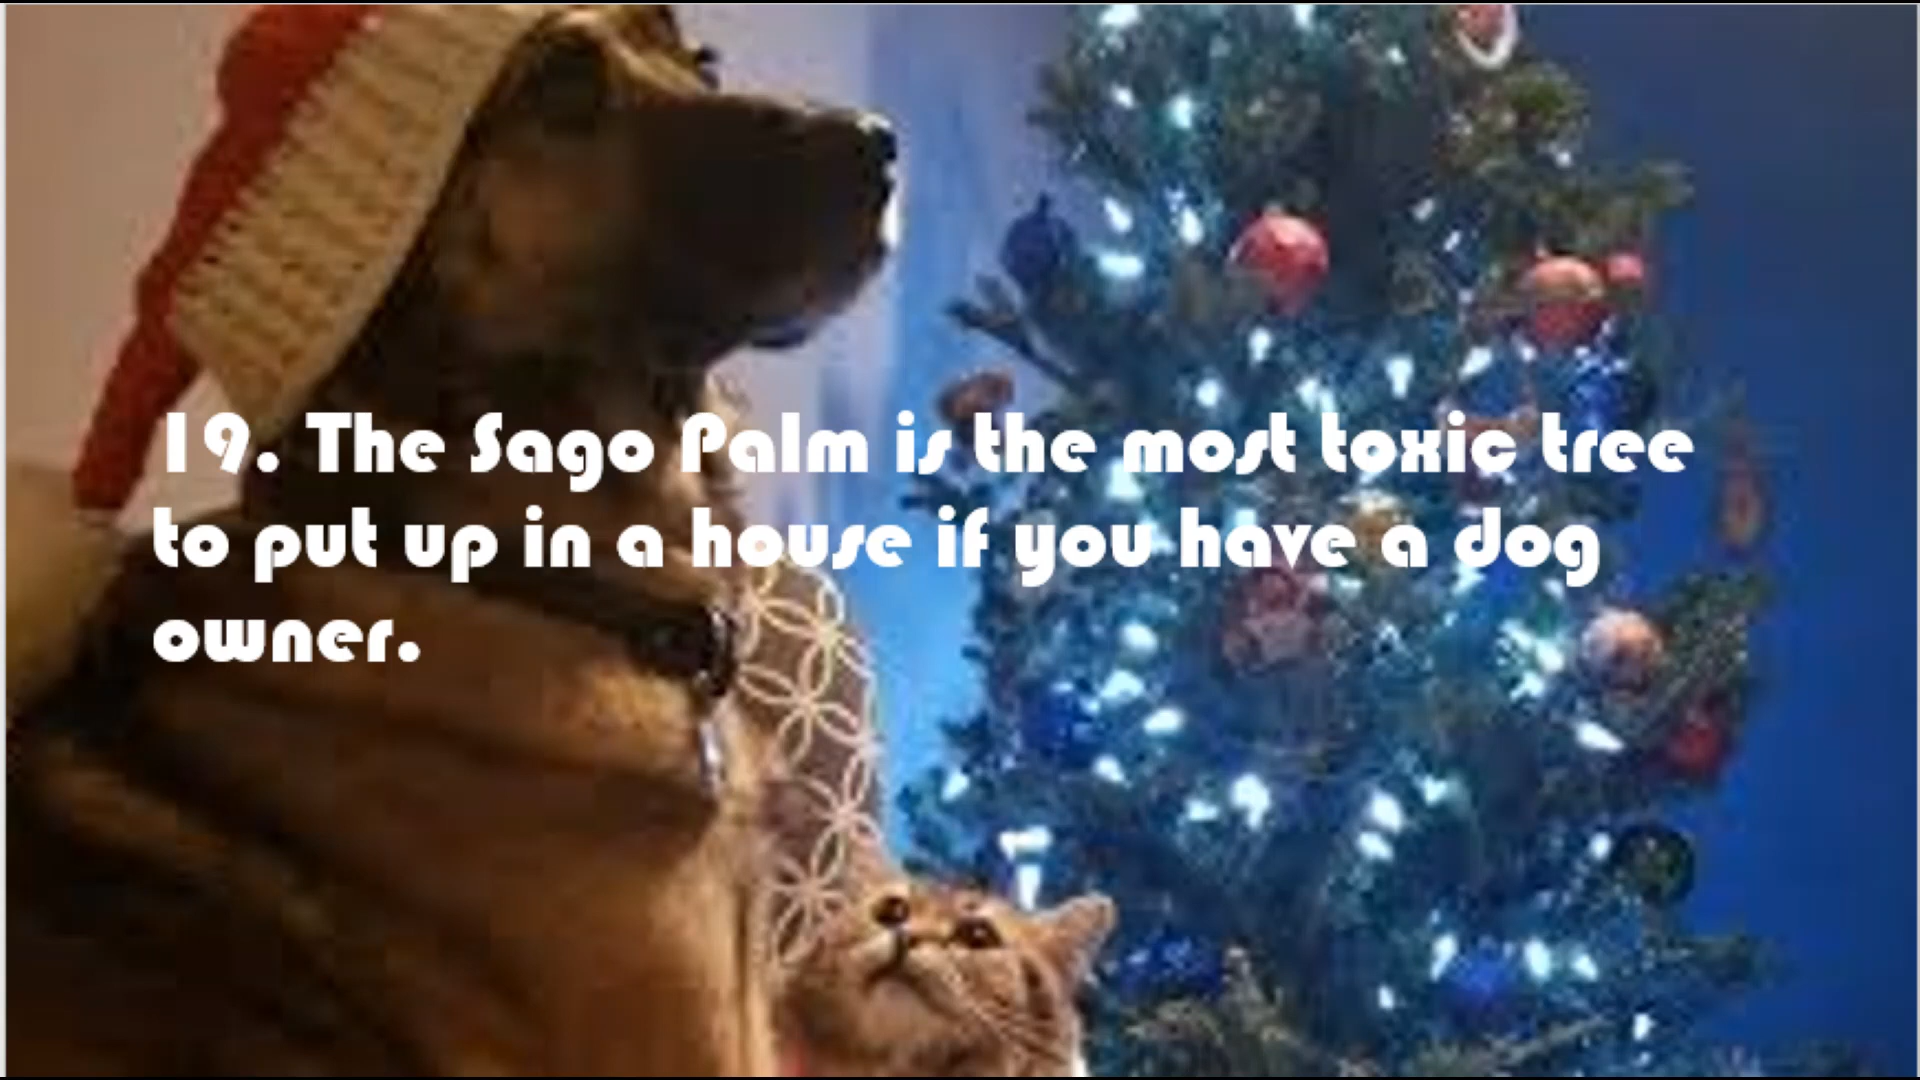 19. The Sago Palm is the most toxic tree
to put up in a house if you have a dog
owner.